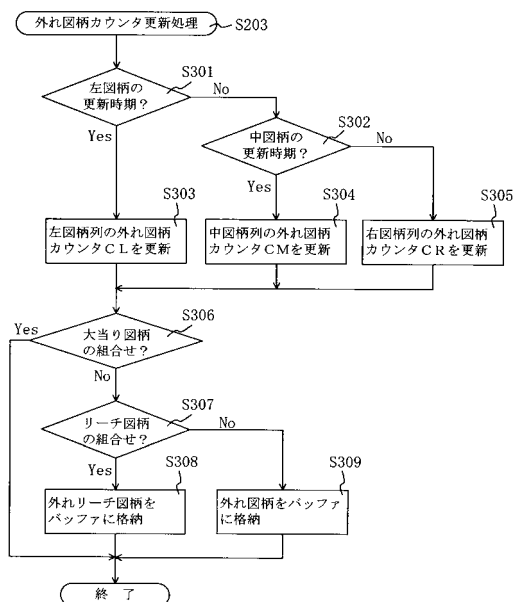 外れ図柄カウンタ更新処理
S203
左図柄の
更新時期？
S301
No
Yes
中図柄の
更新時期？
S302
No
Yes
左図柄列の外れ図柄
カウンタＣＬを更新
S303
中図柄列の外れ図柄
カウンタＣＭを更新
S304
右図柄列の外れ図柄
カウンタＣＲを更新
S305
大当り図柄
の組合せ？
S306
Yes
No
リーチ図柄
の組合せ？
S307
No
Yes
外れリーチ図柄を
バッファに格納
S308
外れ図柄をバッファ
に格納
S309
終 了